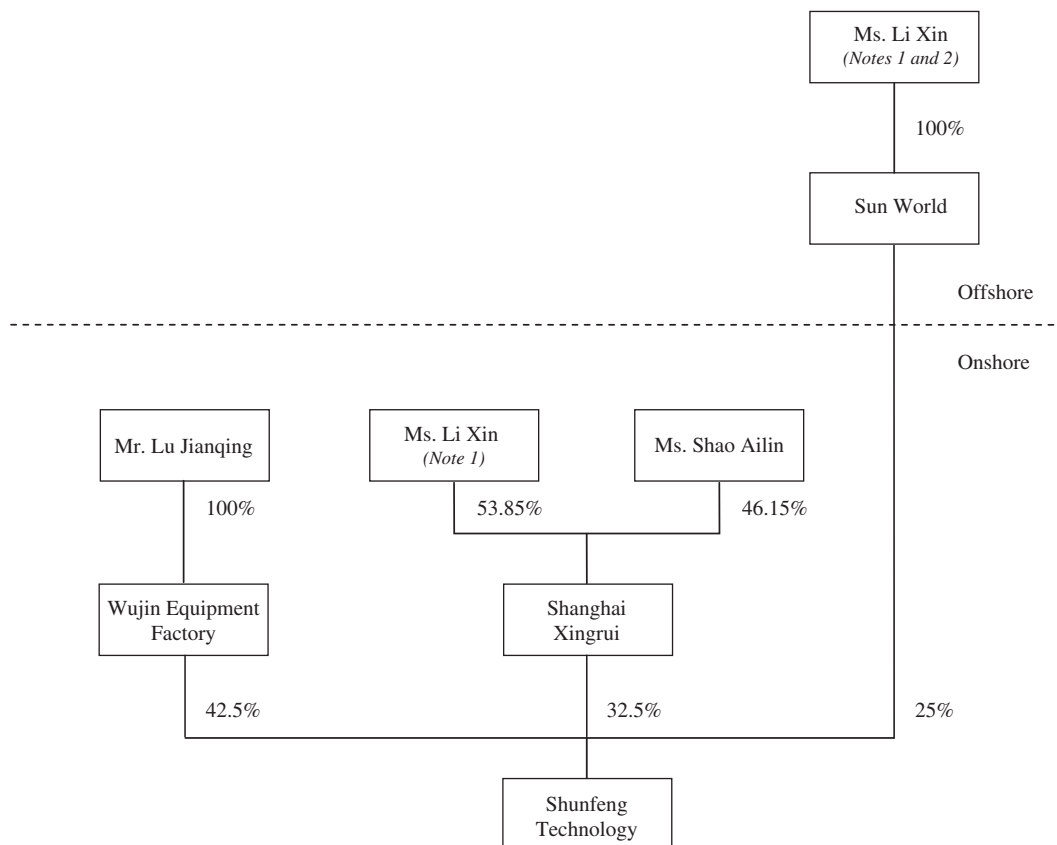 Ms. Li Xin
(Notes 1 and 2)
100%
Sun World
Offshore
Onshore
Mr. Lu Jianqing
Ms. Li Xin
(Note 1)
Ms. Shao Ailin
100%
53.85%
46.15%
Wujin Equipment
Factory
Shanghai
Xingrui
42.5%
32.5%
25%
Shunfeng
Technology